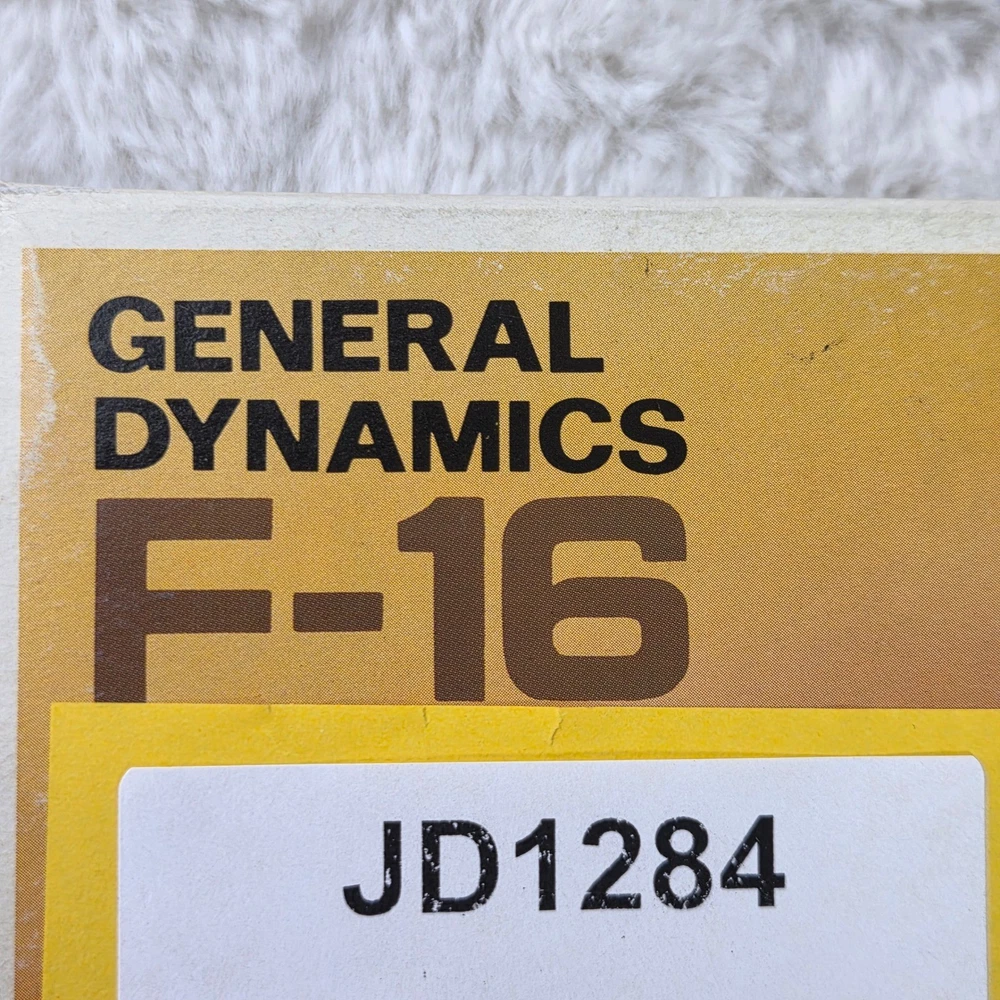 GENERAL
DYNAMICS
F-16
JD1284